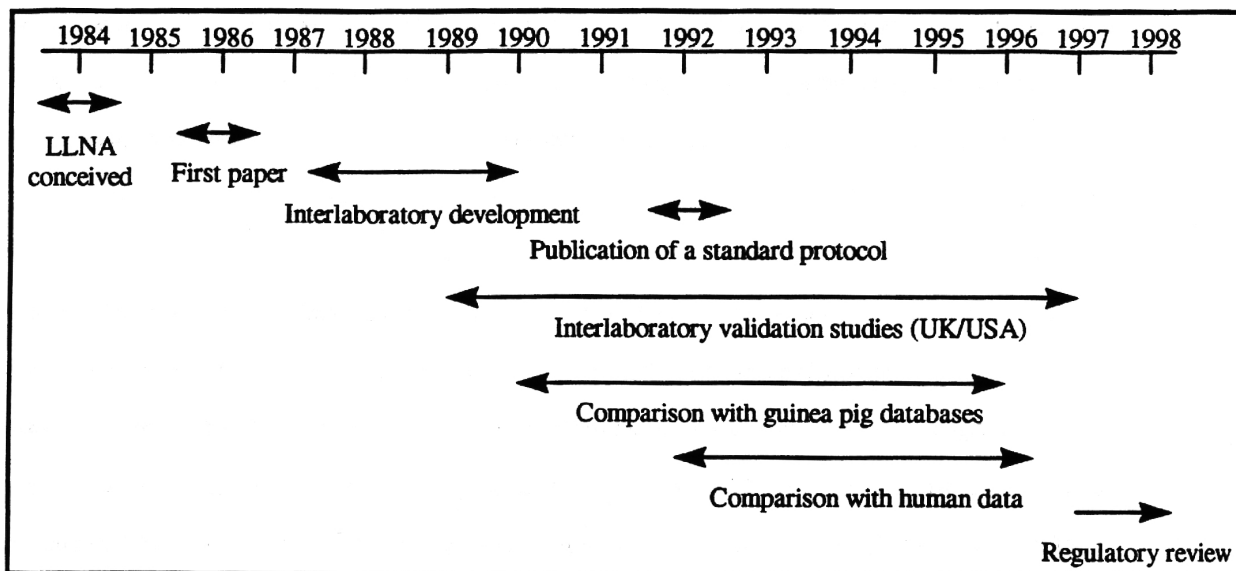 1984 1985 1986 1987 1988 1989 1990 1991 1992 1993 1994 1995 1996 1997 1998
LLNA
conceived
First paper
Interlaboratory development
Publication of a standard protocol
Interlaboratory validation studies (UK/USA)
Comparison with guinea pig databases
Comparison with human data
Regulatory review